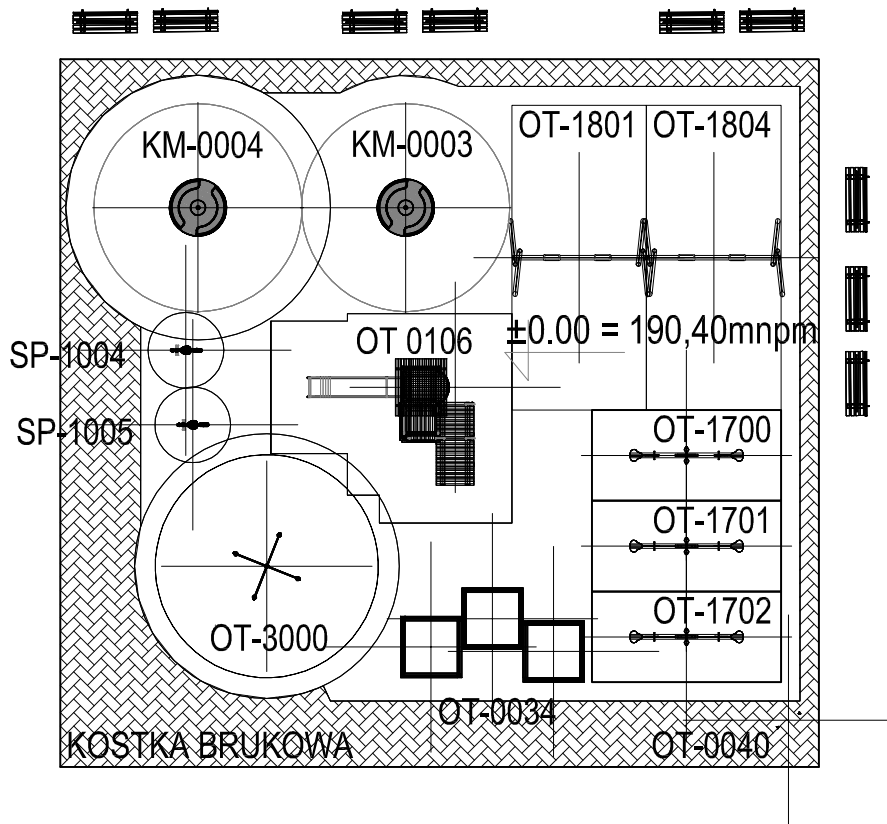 KM-0004
KM-0003
OT-1801
OT-1804
SP-1004
OT 0106
±0.00 = 190,40mnpm
SP-1005
OT-1700
OT-1701
OT-1702
OT-3000
OT-0034
KOSTKA BRUKOWA
OT-0040